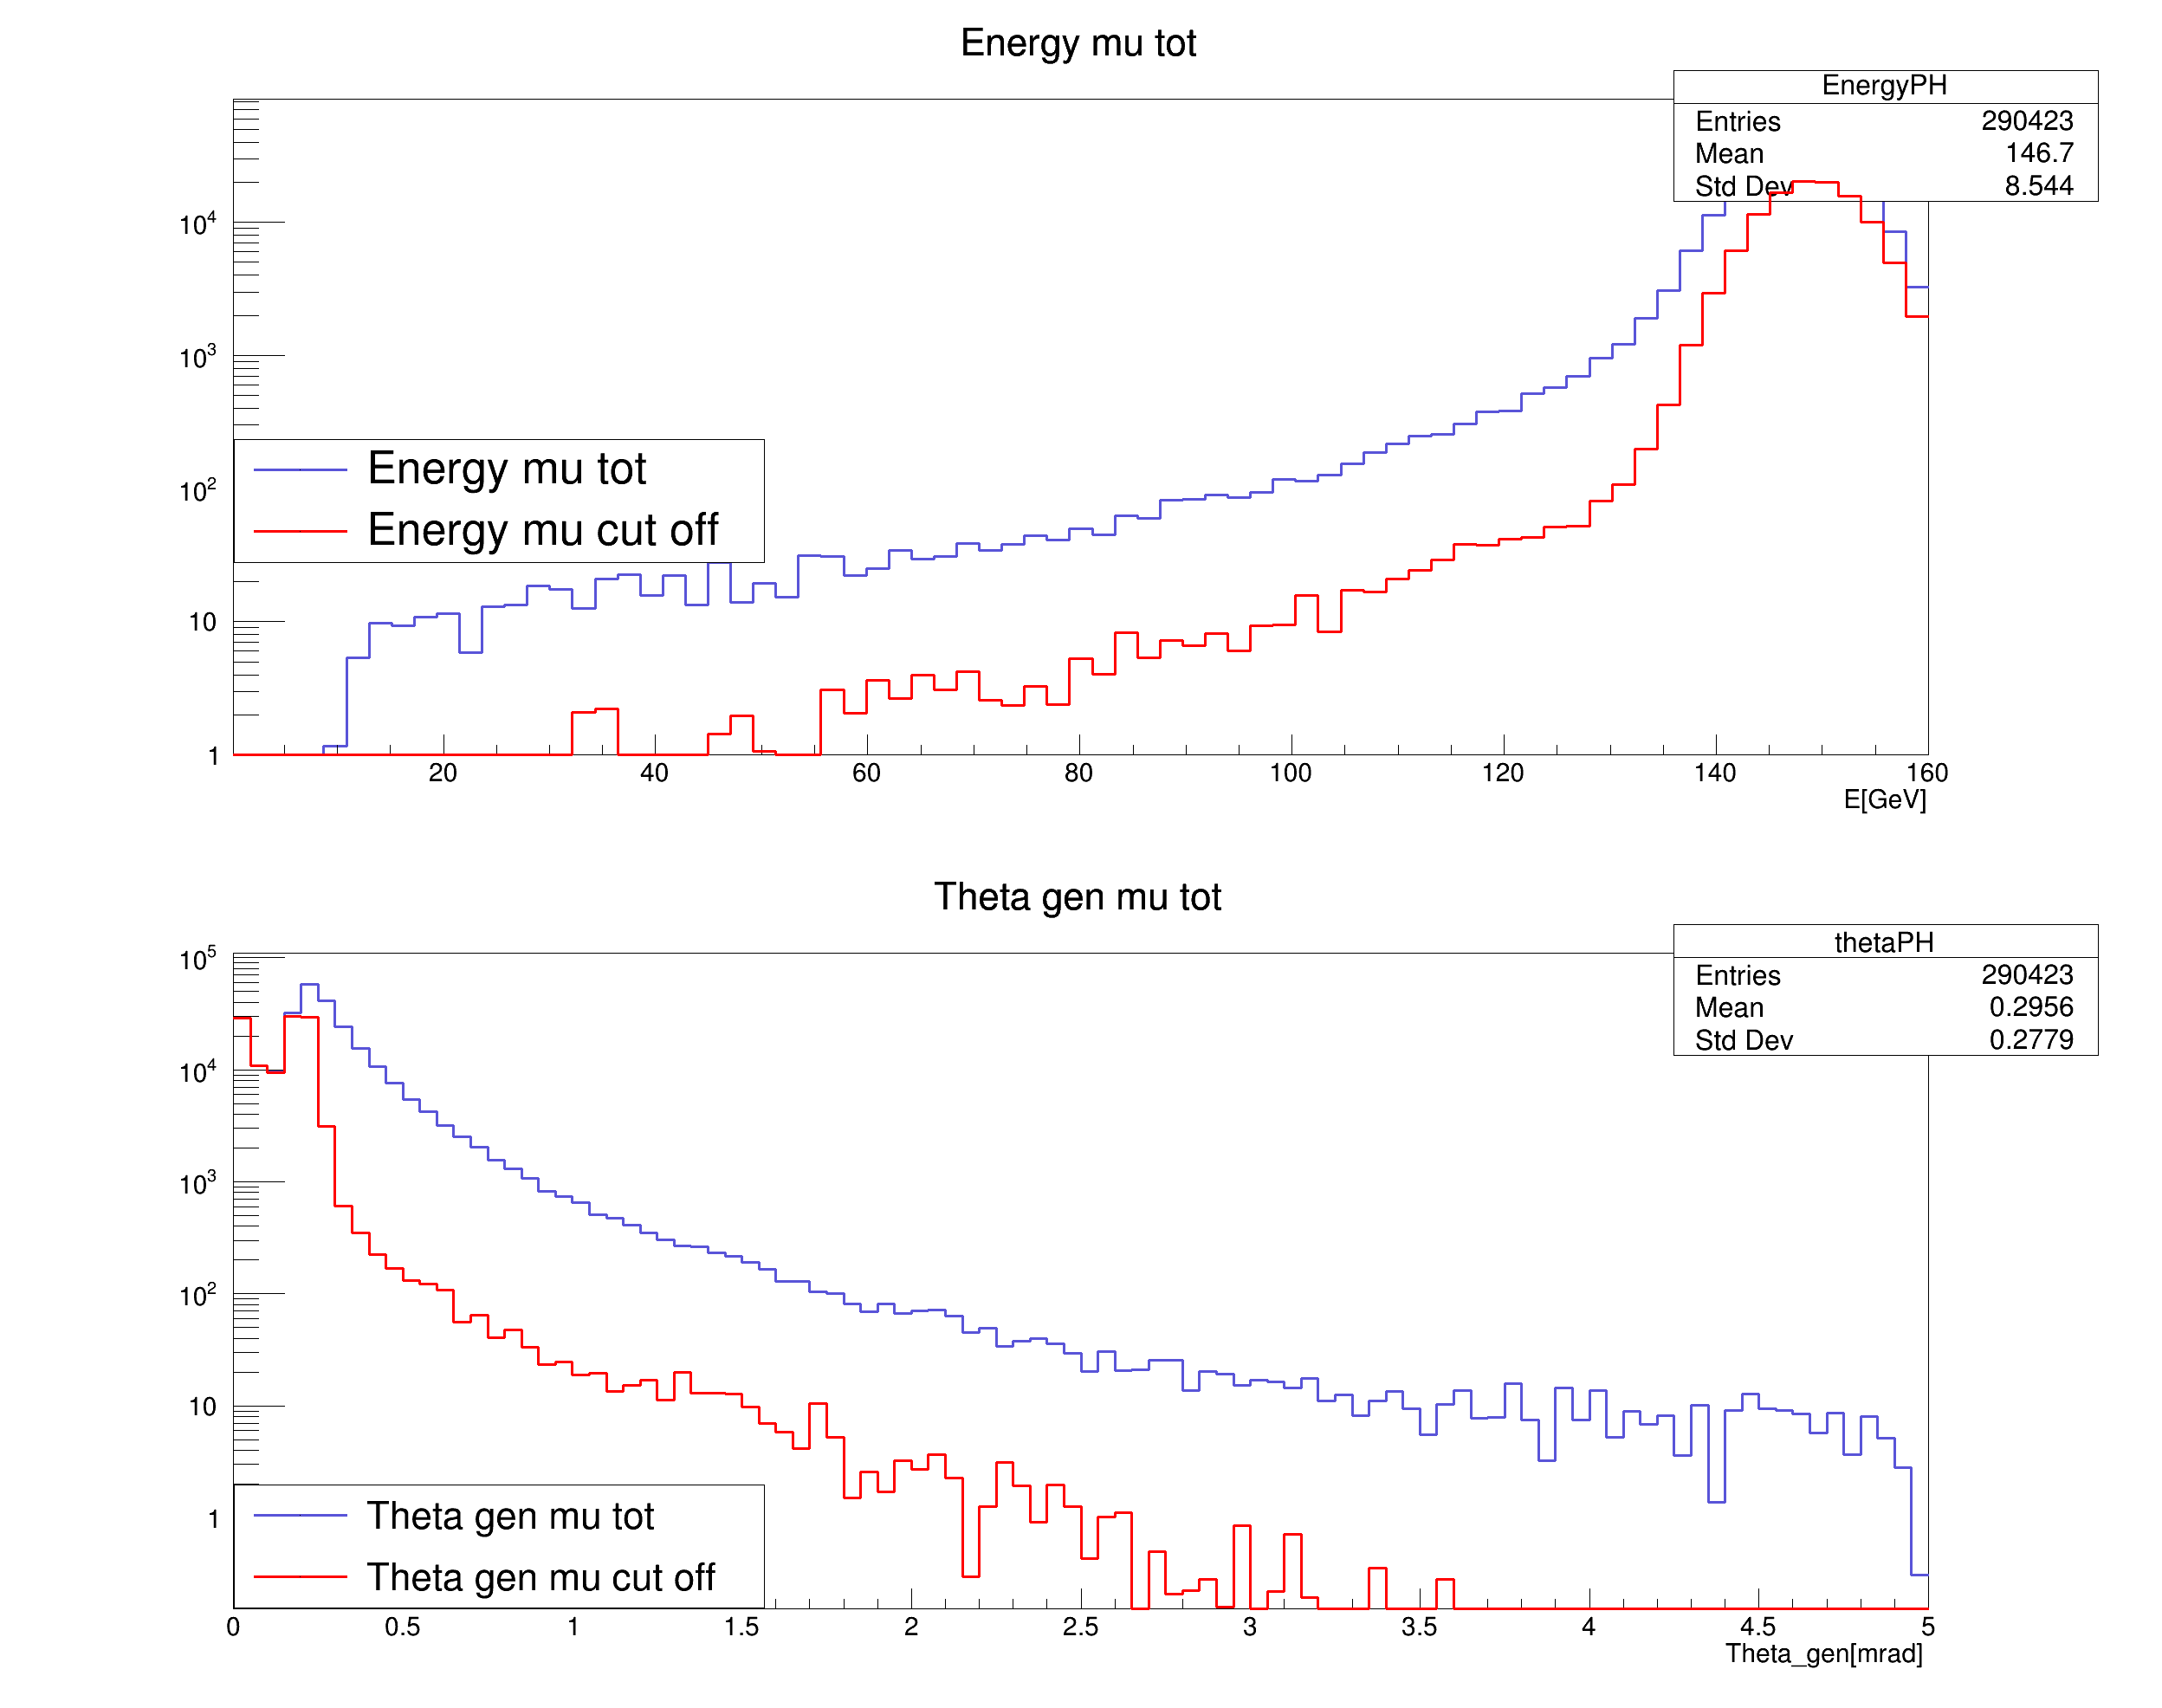 Energy mu tot
EnergyPH
Entries 290423
Mean 146.7
Std Dev 8.544
10^4
10^3
10^2
10
1
Energy mu tot
Energy mu cut off
20 40 60 80 100 120 140 160
E[GeV]
Theta gen mu tot
thetaPH
Entries 290423
Mean 0.2956
Std Dev 0.2779
10^5
10^4
10^3
10^2
10
1
Theta gen mu tot
Theta gen mu cut off
0 0.5 1 1.5 2 2.5 3 3.5 4 4.5 5
Theta_gen[mrad]